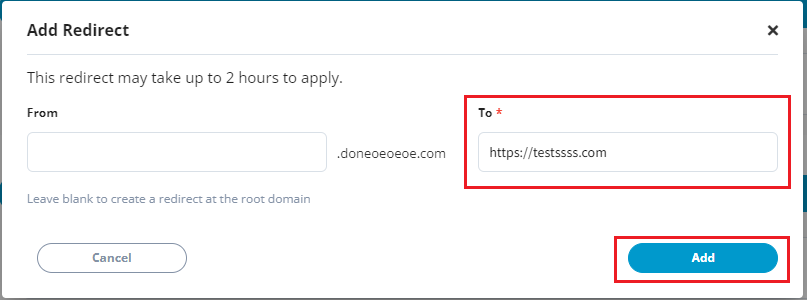 Add Redirect
This redirect may take up to 2 hours to apply.
From
To *
.doneoeoeoe.com
https://testssss.com
Leave blank to create a redirect at the root domain
Cancel
Add